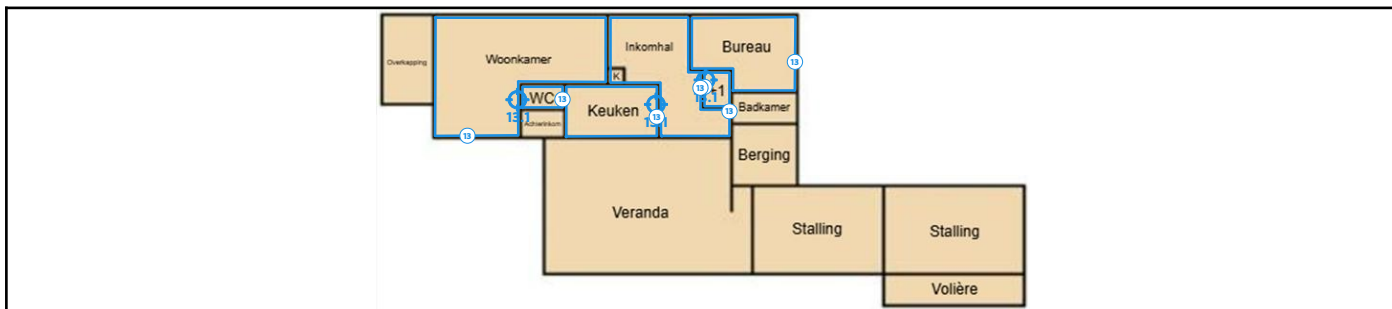 Overkapping
Woonkamer
Inkomhal
Bureau
K
13
WC
13
13.1
Achterinkom
Keuken
13
13
-1
13
Badkamer
13
Berging
Veranda
Stalling
Stalling
Volière